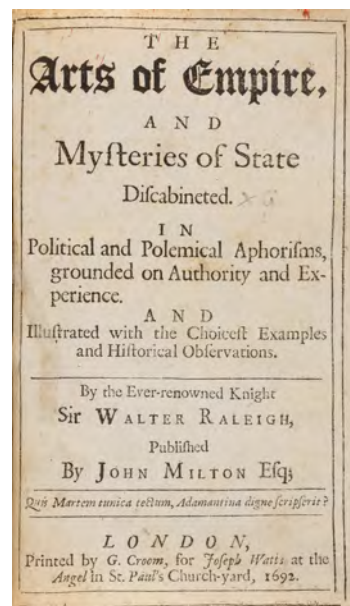 THE
Arts of Empire,
AND
Myſteries of State
Diſcabineted.
IN
Political and Polemical Aphoriſms,
grounded on Authority and Ex-
perience.
AND
Illuſtrated with the Choiceſt Examples
and Hiſtorical Obſervations.
By the Ever-renowned Knight
Sir WALTER RALEIGH,
Publiſhed
By JOHN MILTON Eſq;
Quis Martem tunica tectum, Adamantina digne ſcripſerit?
LONDON,
Printed by G. Croom, for Joſeph Watts at the
Angel in St. Paul's Church-yard, 1692.